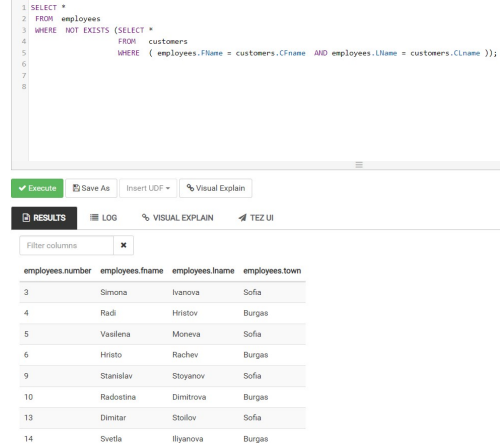 1 SELECT *
2 FROM employees
3 WHERE NOT EXISTS (SELECT *
4 FROM customers
5 WHERE ( employees.FName = customers.CFname AND employees.LName = customers.CLname ));
6
7
8
Execute Save As Insert UDF Visual Explain
RESULTS LOG VISUAL EXPLAIN TEZ UI
Filter columns
employees.number employees.fname employees.lname employees.town
3 Simona Ivanova Sofia
4 Radi Hristov Burgas
5 Vasilena Moneva Sofia
6 Hristo Rachev Burgas
9 Stanislav Stoyanov Sofia
10 Radostina Dimitrova Burgas
13 Dimitar Stoilov Sofia
14 Svetla Iliyanova Burgas